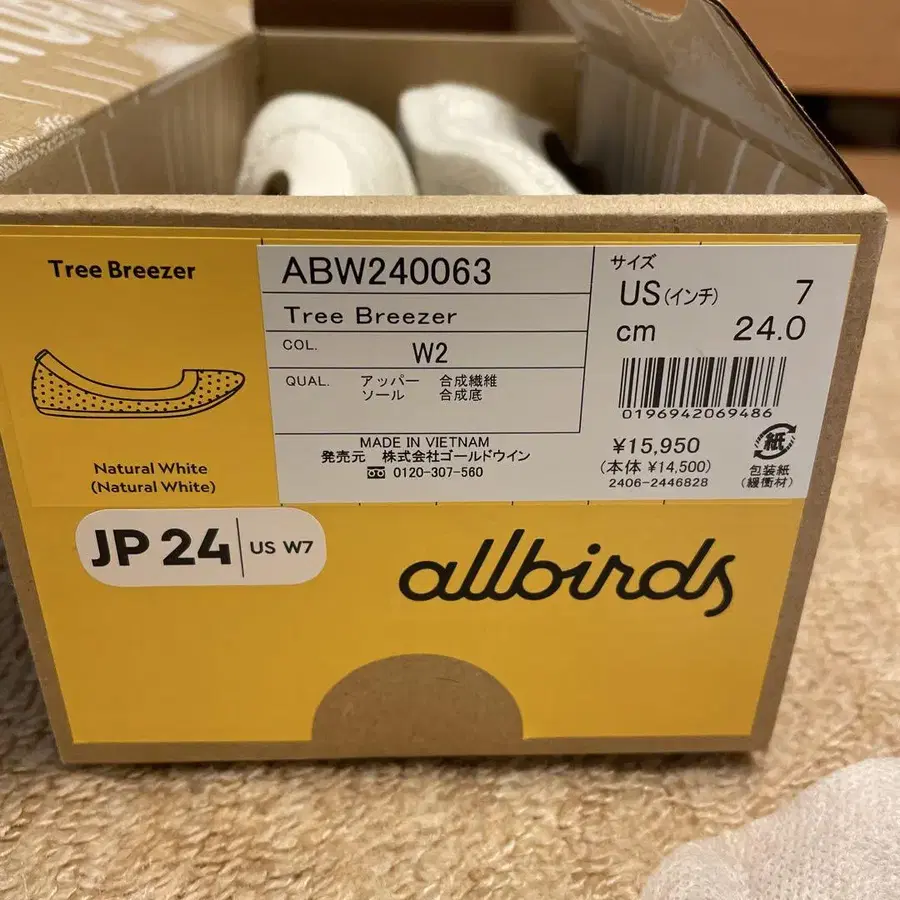 Tree Breezer
Natural White
(Natural White)
ABW240063
Tree Breezer
COL. W2
QUAL. アッパー 合成繊維
ソール 合成底
MADE IN VIETNAM
発売元 株式会社ゴールドウイン
0120-307-560
サイズ
US(インチ) 7
cm 24.0
0196942069486
¥15,950
(本体 ¥14,500)
2406-2446828
紙
包装紙
(緩衝材)
JP 24 US W7
allbirds